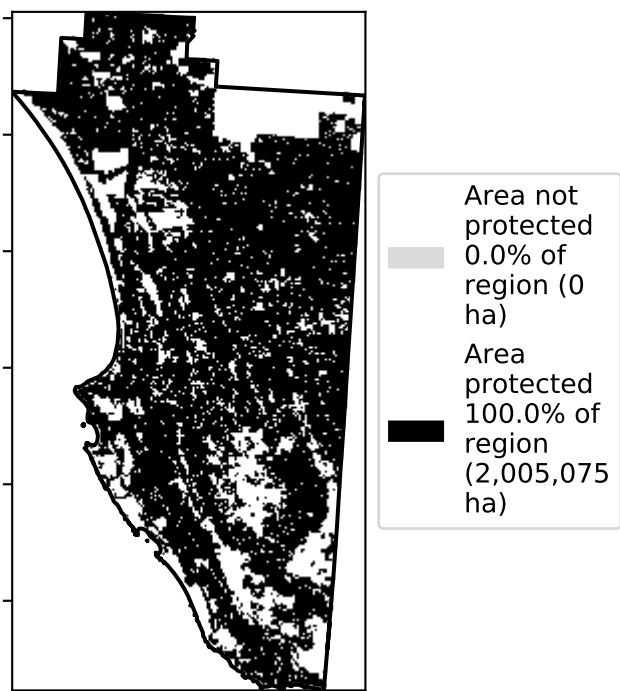 Area not
protected
0.0% of
region (0
ha)
Area
protected
100.0% of
region
(2,005,075
ha)